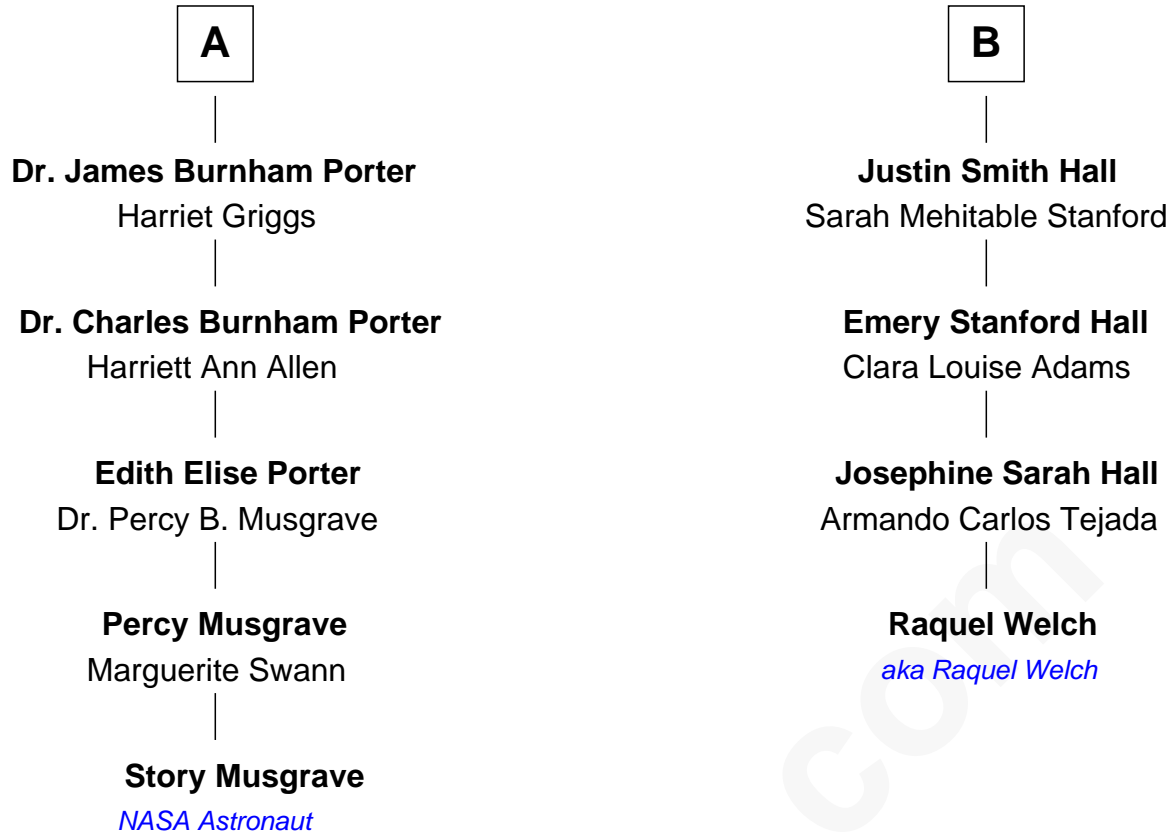 A
Dr. James Burnham Porter
Harriet Griggs
Dr. Charles Burnham Porter
Harriett Ann Allen
Edith Elise Porter
Dr. Percy B. Musgrave
Percy Musgrave
Marguerite Swann
Story Musgrave
NASA Astronaut
B
Justin Smith Hall
Sarah Mehitable Stanford
Emery Stanford Hall
Clara Louise Adams
Josephine Sarah Hall
Armando Carlos Tejada
Raquel Welch
aka Raquel Welch
com